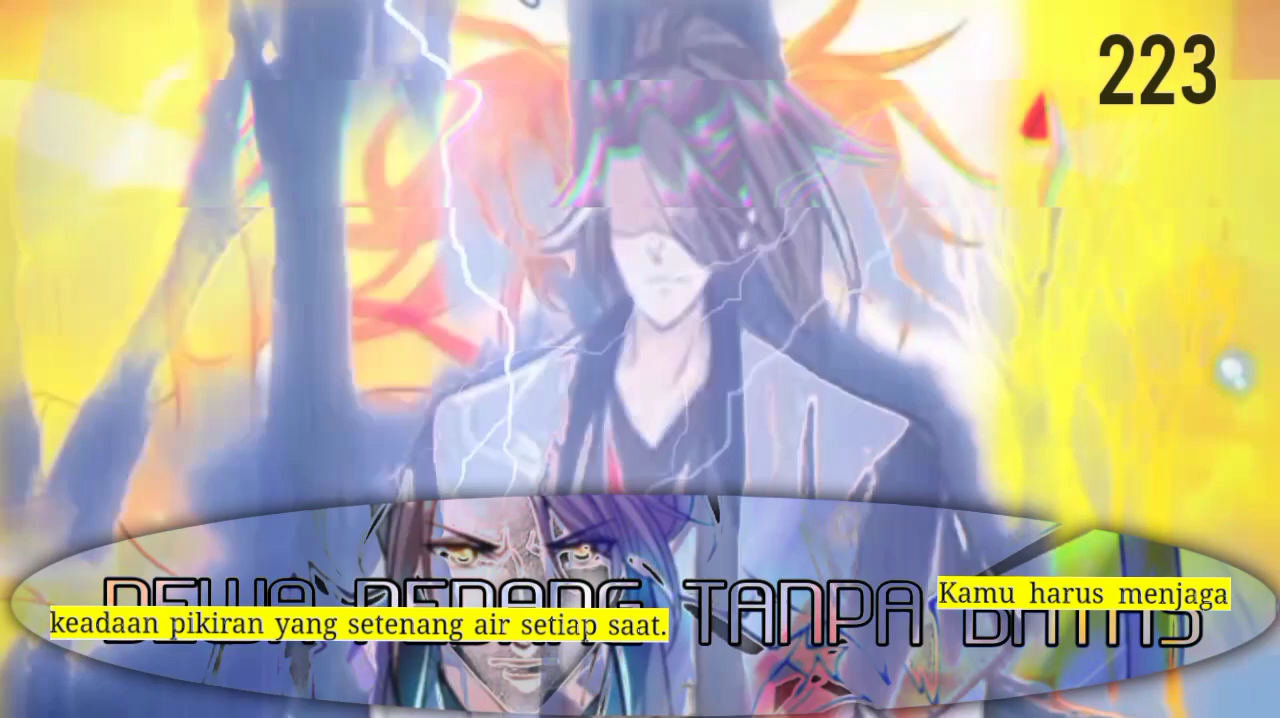 223
DEWA PEDANG TANPA BATAS
Kamu harus menjaga
keadaan pikiran yang setenang air setiap saat.